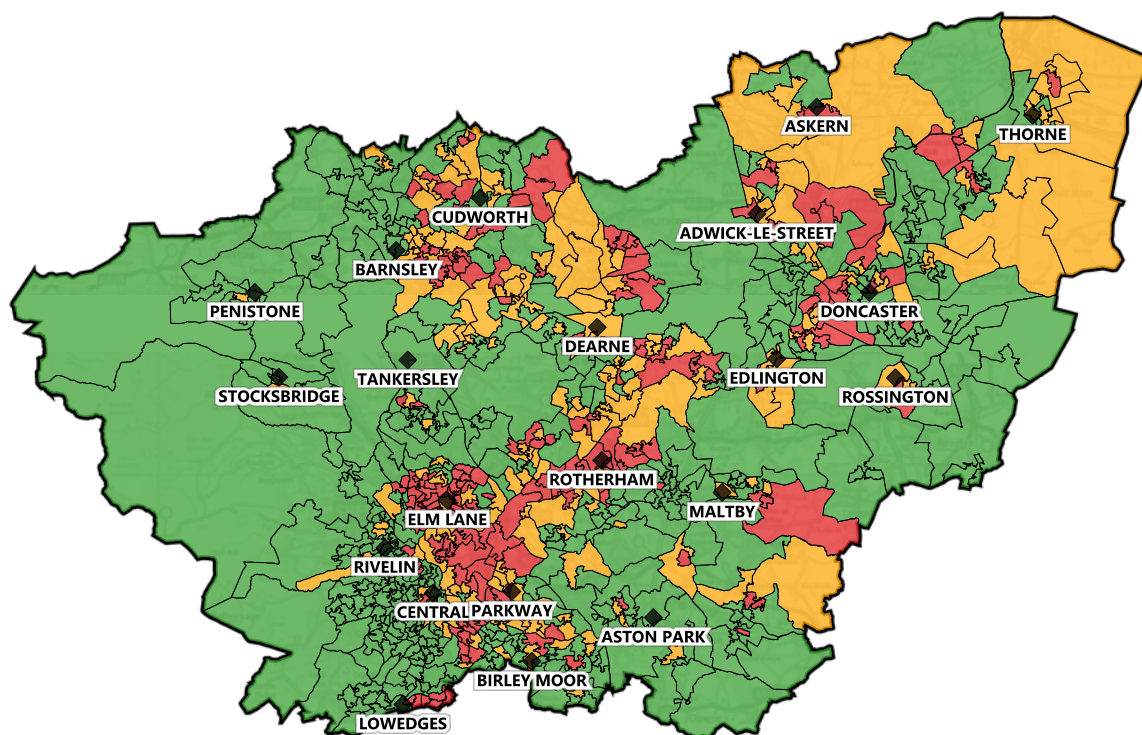 ASKERN
THORNE
CUDWORTH
ADWICK-LE-STREET
BARNSLEY
PENISTONE
DONCASTER
DEARNE
TANKERSLEY
EDLINGTON
STOCKSBRIDGE
ROSSINGTON
ROTHERHAM
ELM LANE
MALTBY
RIVELIN
CENTRAL
PARKWAY
ASTON PARK
BIRLEY MOOR
LOWEDGES